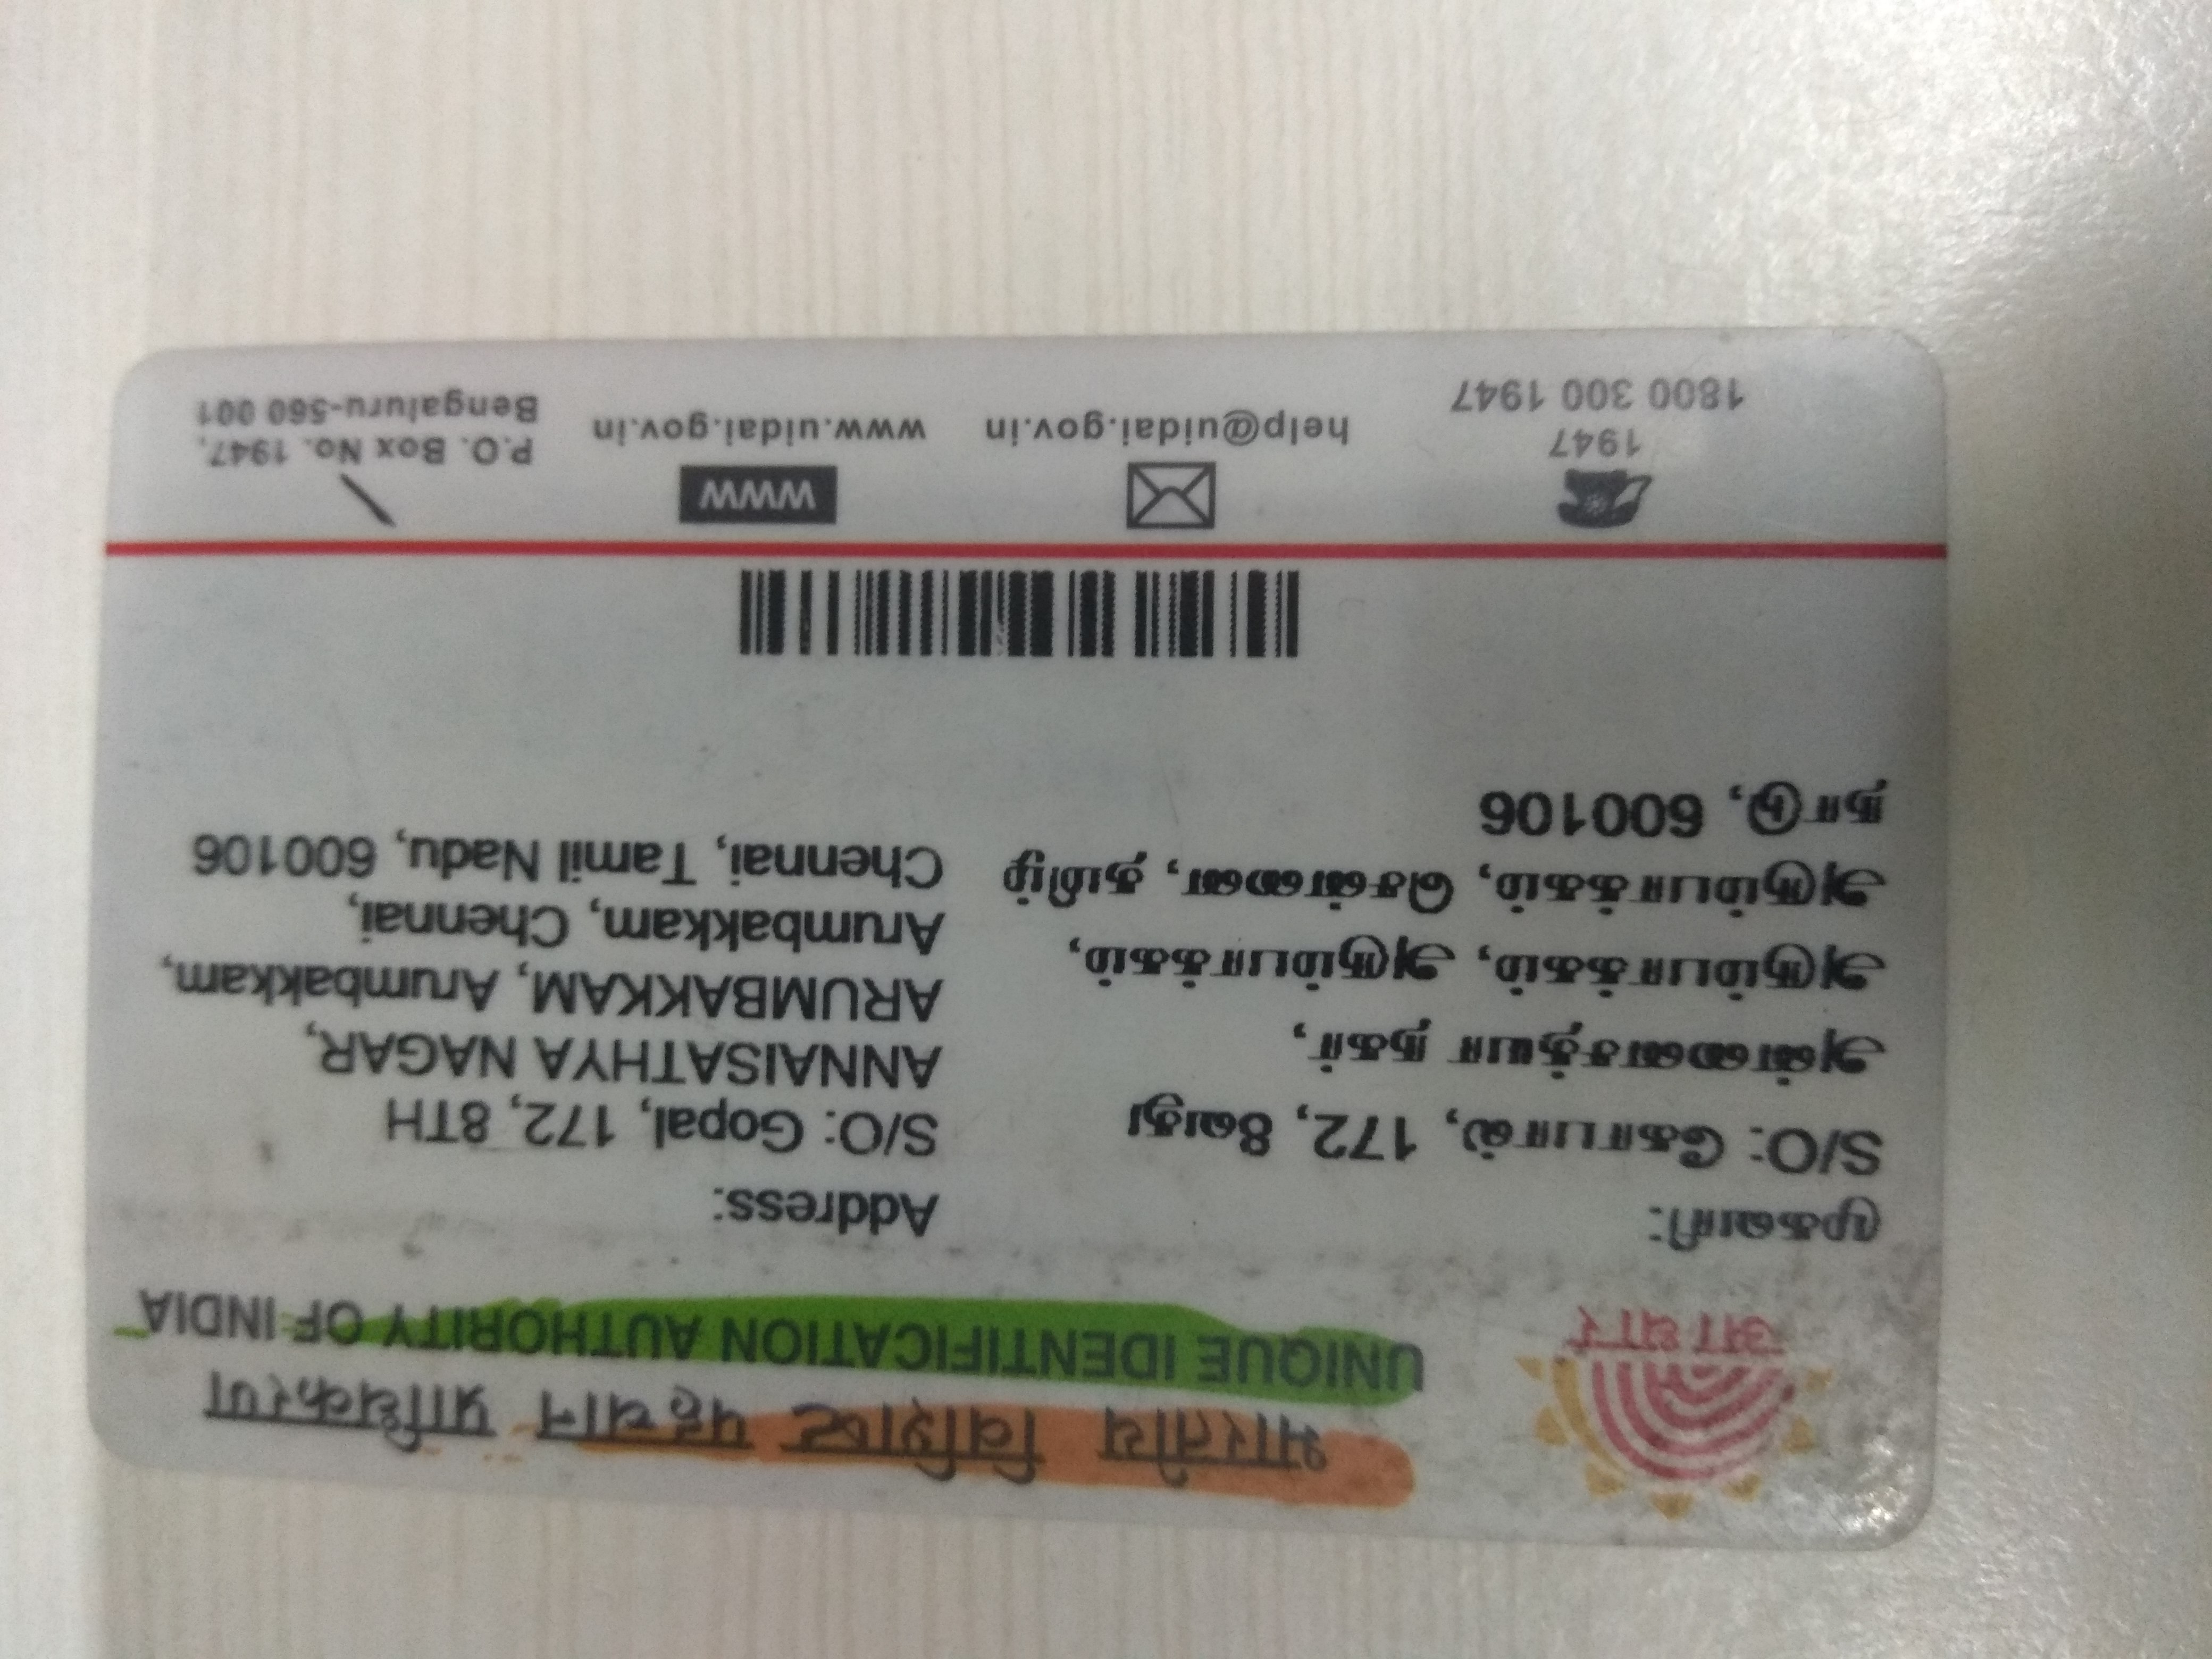 भारतीय विशिष्ट पहचान प्राधिकरण
UNIQUE IDENTIFICATION AUTHORITY OF INDIA
आधार
முகவரி:
S/O: கோபால், 172, 8வது
அன்னைசத்யா நகர்,
அரும்பாக்கம், அரும்பாக்கம்,
அரும்பாக்கம், சென்னை, தமிழ்
நாடு, 600106
Address:
S/O: Gopal, 172, 8TH
ANNAISATHYA NAGAR,
ARUMBAKKAM, Arumbakkam,
Arumbakkam, Chennai,
Chennai, Tamil Nadu, 600106
1947
1800 300 1947
help@uidai.gov.in
WWW
www.uidai.gov.in
P.O. Box No. 1947,
Bengaluru-560 001